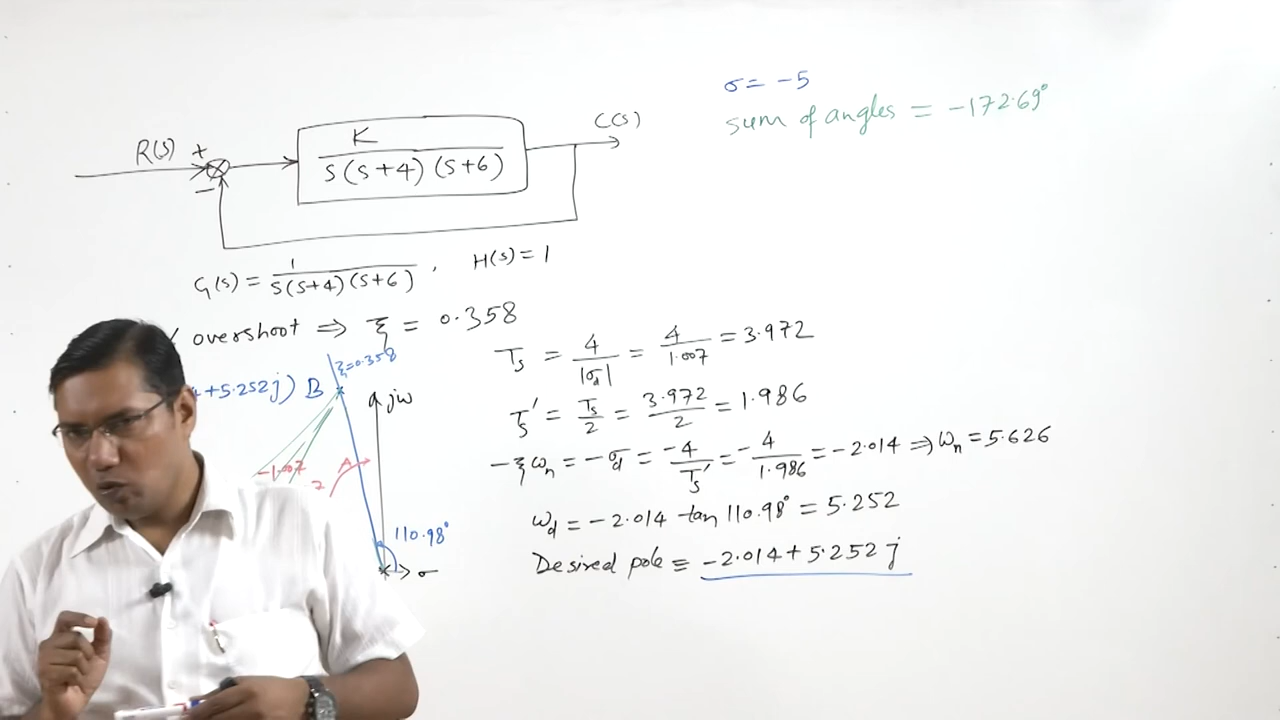 σ = -5
sum of angles = -172.69°
R(s) + - K / s(s+4)(s+6) C(s)
G(s) = 1 / s(s+4)(s+6) , H(s) = 1
overshoot ⇒ ξ = 0.358
ξ=0.358
+5.252j) B
jω
-1.007
A
110.98°
σ
Ts = 4/|σd| = 4/1.007 = 3.972
Ts' = Ts/2 = 3.972/2 = 1.986
-ξωn = -σd = -4/Ts' = -4/1.986 = -2.014 ⇒ ωn = 5.626
ωd = -2.014 tan 110.98° = 5.252
Desired pole ≡ -2.014 + 5.252 j